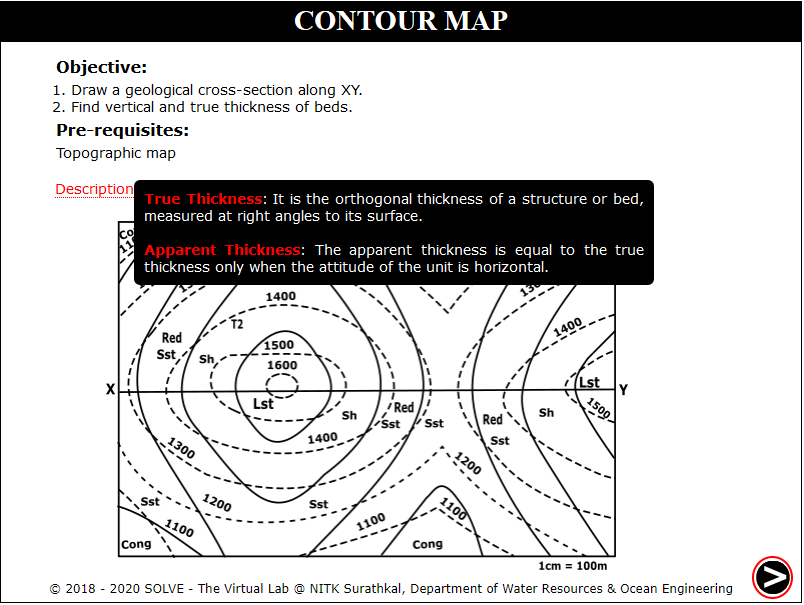 CONTOUR MAP
Objective:
1. Draw a geological cross-section along XY.
2. Find vertical and true thickness of beds.
Pre-requisites:
Topographic map
Description
True Thickness: It is the orthogonal thickness of a structure or bed,
measured at right angles to its surface.
Apparent Thickness: The apparent thickness is equal to the true
thickness only when the attitude of the unit is horizontal.
1400
T2
1400
Red
Sst
Sh
1500
1600
X
Lst
Y
Lst
1500
Sh
Red
Sst
Sst
Red
Sst
Sh
1300
1400
1200
Sst
1200
Sst
1100
1100
1100
Cong
Cong
1cm = 100m
© 2018 - 2020 SOLVE - The Virtual Lab @ NITK Surathkal, Department of Water Resources & Ocean Engineering